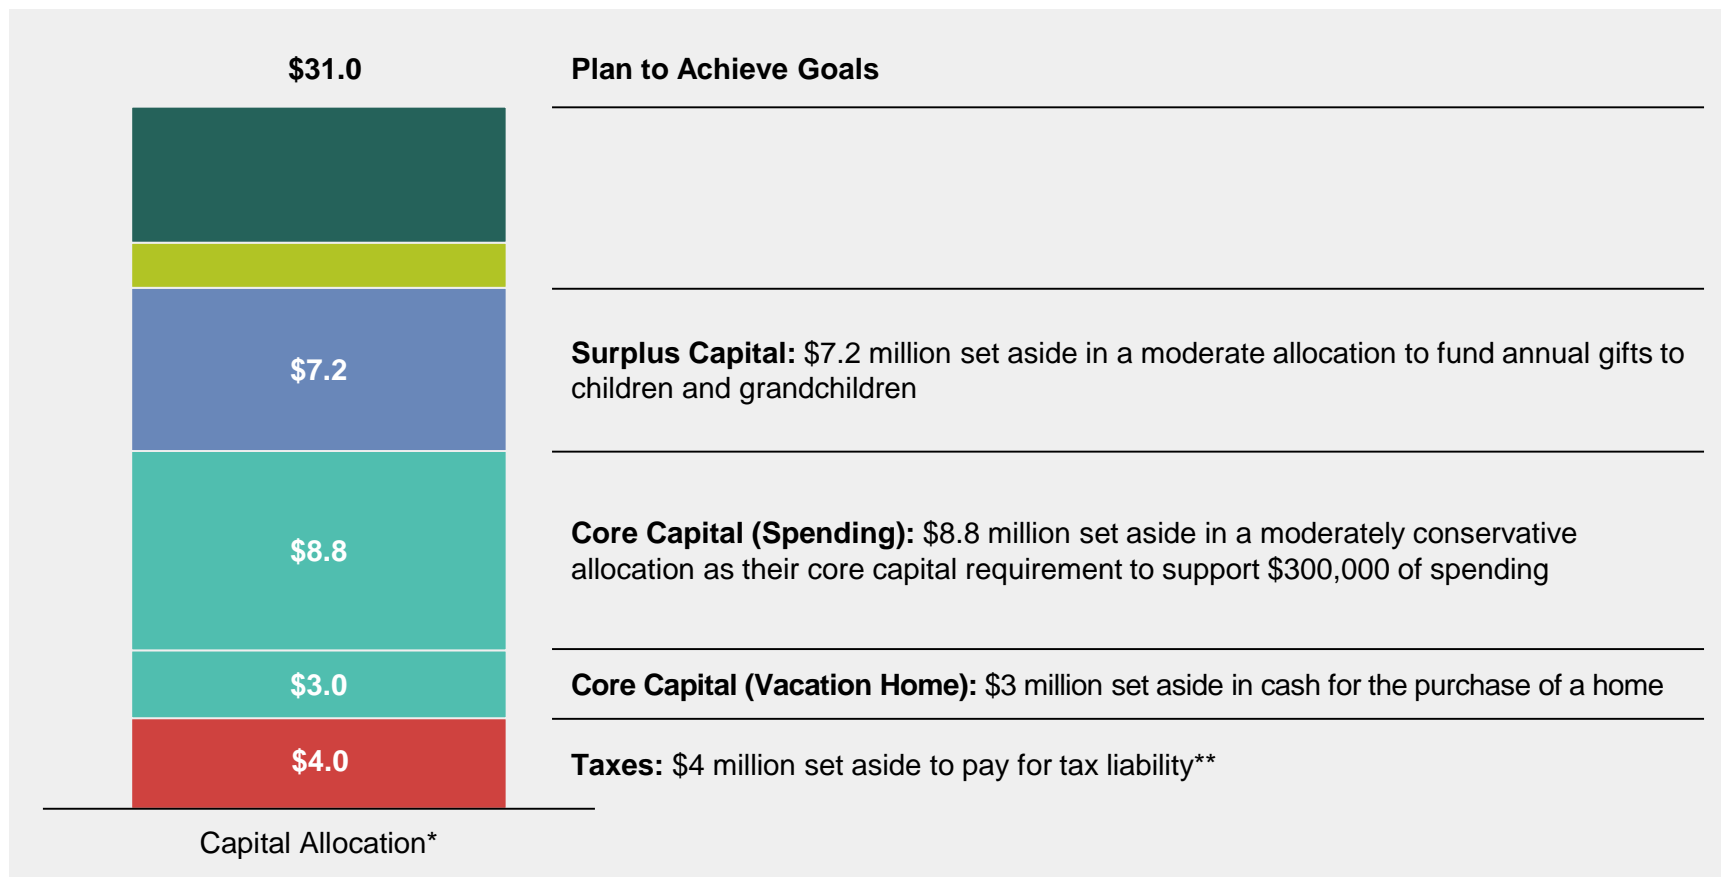 $31.0
Plan to Achieve Goals
$7.2
Surplus Capital: $7.2 million set aside in a moderate allocation to fund annual gifts to
children and grandchildren
$8.8
Core Capital (Spending): $8.8 million set aside in a moderately conservative
allocation as their core capital requirement to support $300,000 of spending
$3.0
Core Capital (Vacation Home): $3 million set aside in cash for the purchase of a home
$4.0
Taxes: $4 million set aside to pay for tax liability**
Capital Allocation*